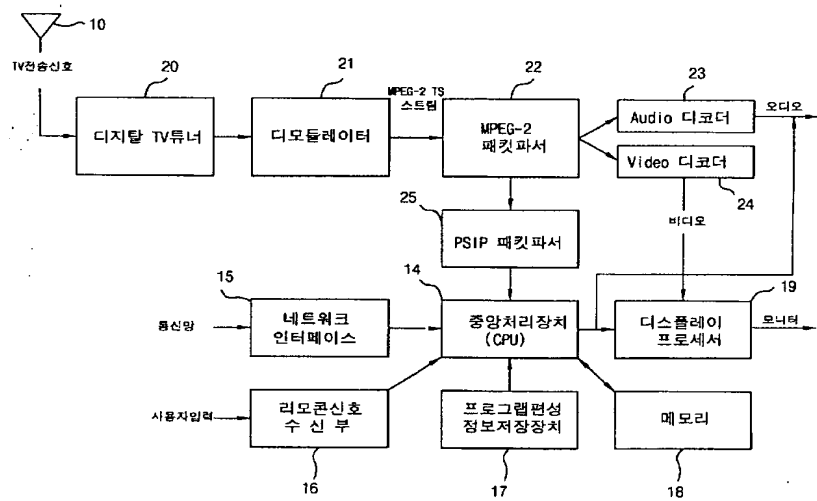 10
TV전송신호
20
디지탈 TV튜너
21
디모듈레이터
MPEG-2 TS
스트림
22
MPEG-2
패킷파서
23
Audio 디코더
오디오
Video 디코더
24
비디오
25
PSIP 패킷파서
15
네트워크
인터페이스
통신망
14
중앙처리장치
(CPU)
19
디스플레이
프로세서
모니터
사용자입력
리모콘신호
수 신 부
16
프로그램편성
정보저장장치
17
메모리
18